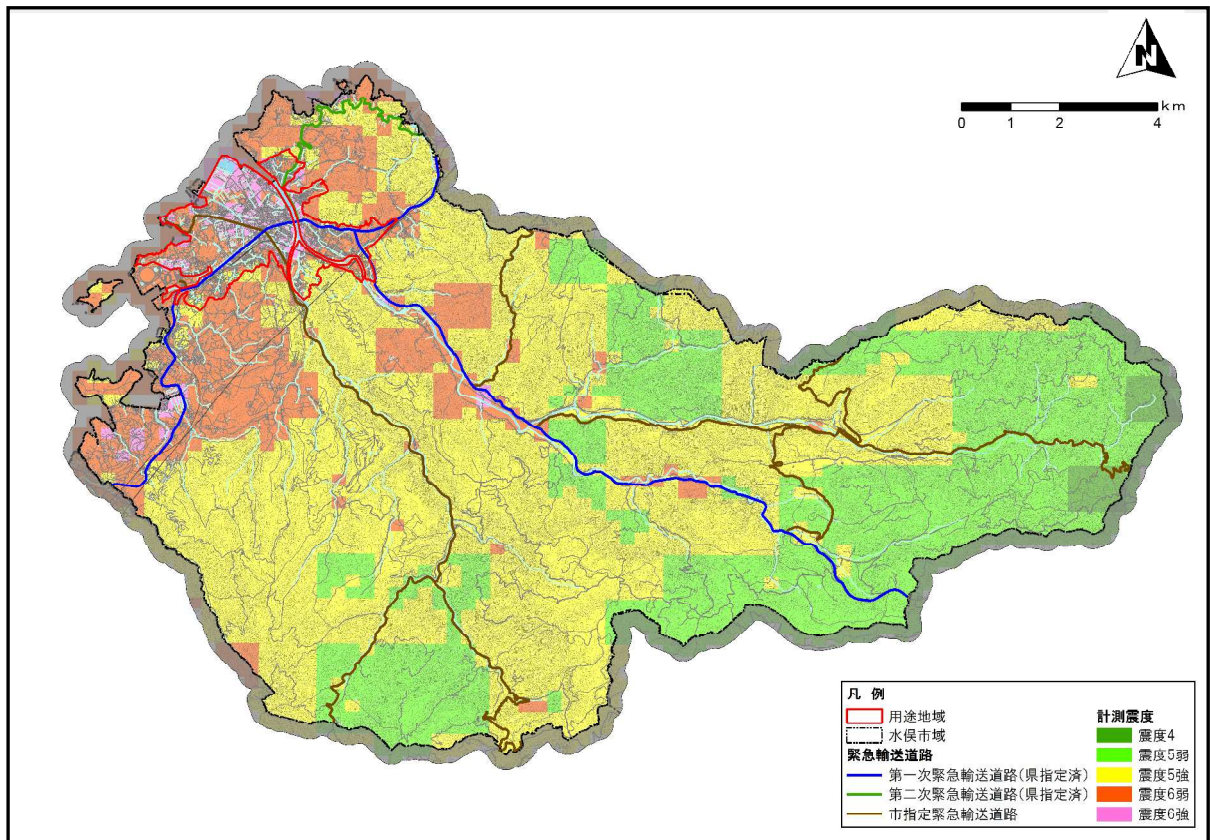 N
km
0 1 2 4
凡 例
用途地域
水俣市域
緊急輸送道路
第一次緊急輸送道路(県指定済)
第二次緊急輸送道路(県指定済)
市指定緊急輸送道路
計測震度
震度4
震度5弱
震度5強
震度6弱
震度6強